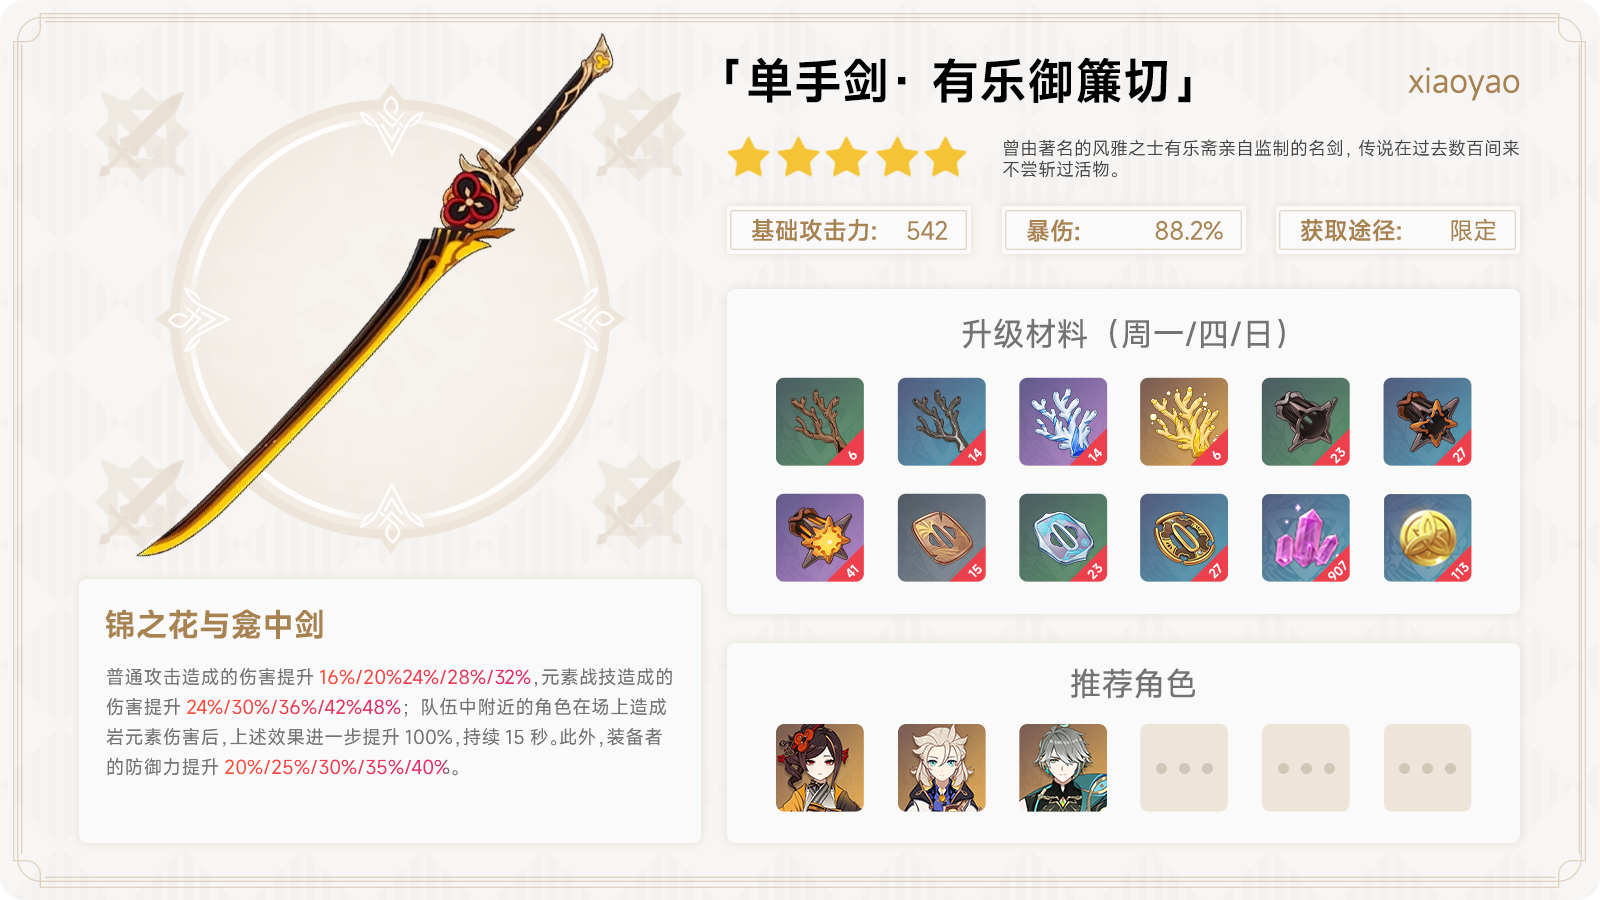 「单手剑· 有乐御簾切」
xiaoyao
曾由著名的风雅之士有乐斋亲自监制的名剑，传说在过去数百间来
不尝斩过活物。
基础攻击力: 542
暴伤: 88.2%
获取途径: 限定
升级材料（周一/四/日）
6
14
14
6
23
27
41
15
23
27
907
113
锦之花与龛中剑
普通攻击造成的伤害提升 16%/20%24%/28%/32%,元素战技造成的
伤害提升 24%/30%/36%/42%48%；队伍中附近的角色在场上造成
岩元素伤害后,上述效果进一步提升 100%,持续 15 秒。此外,装备者
的防御力提升 20%/25%/30%/35%/40%。
推荐角色